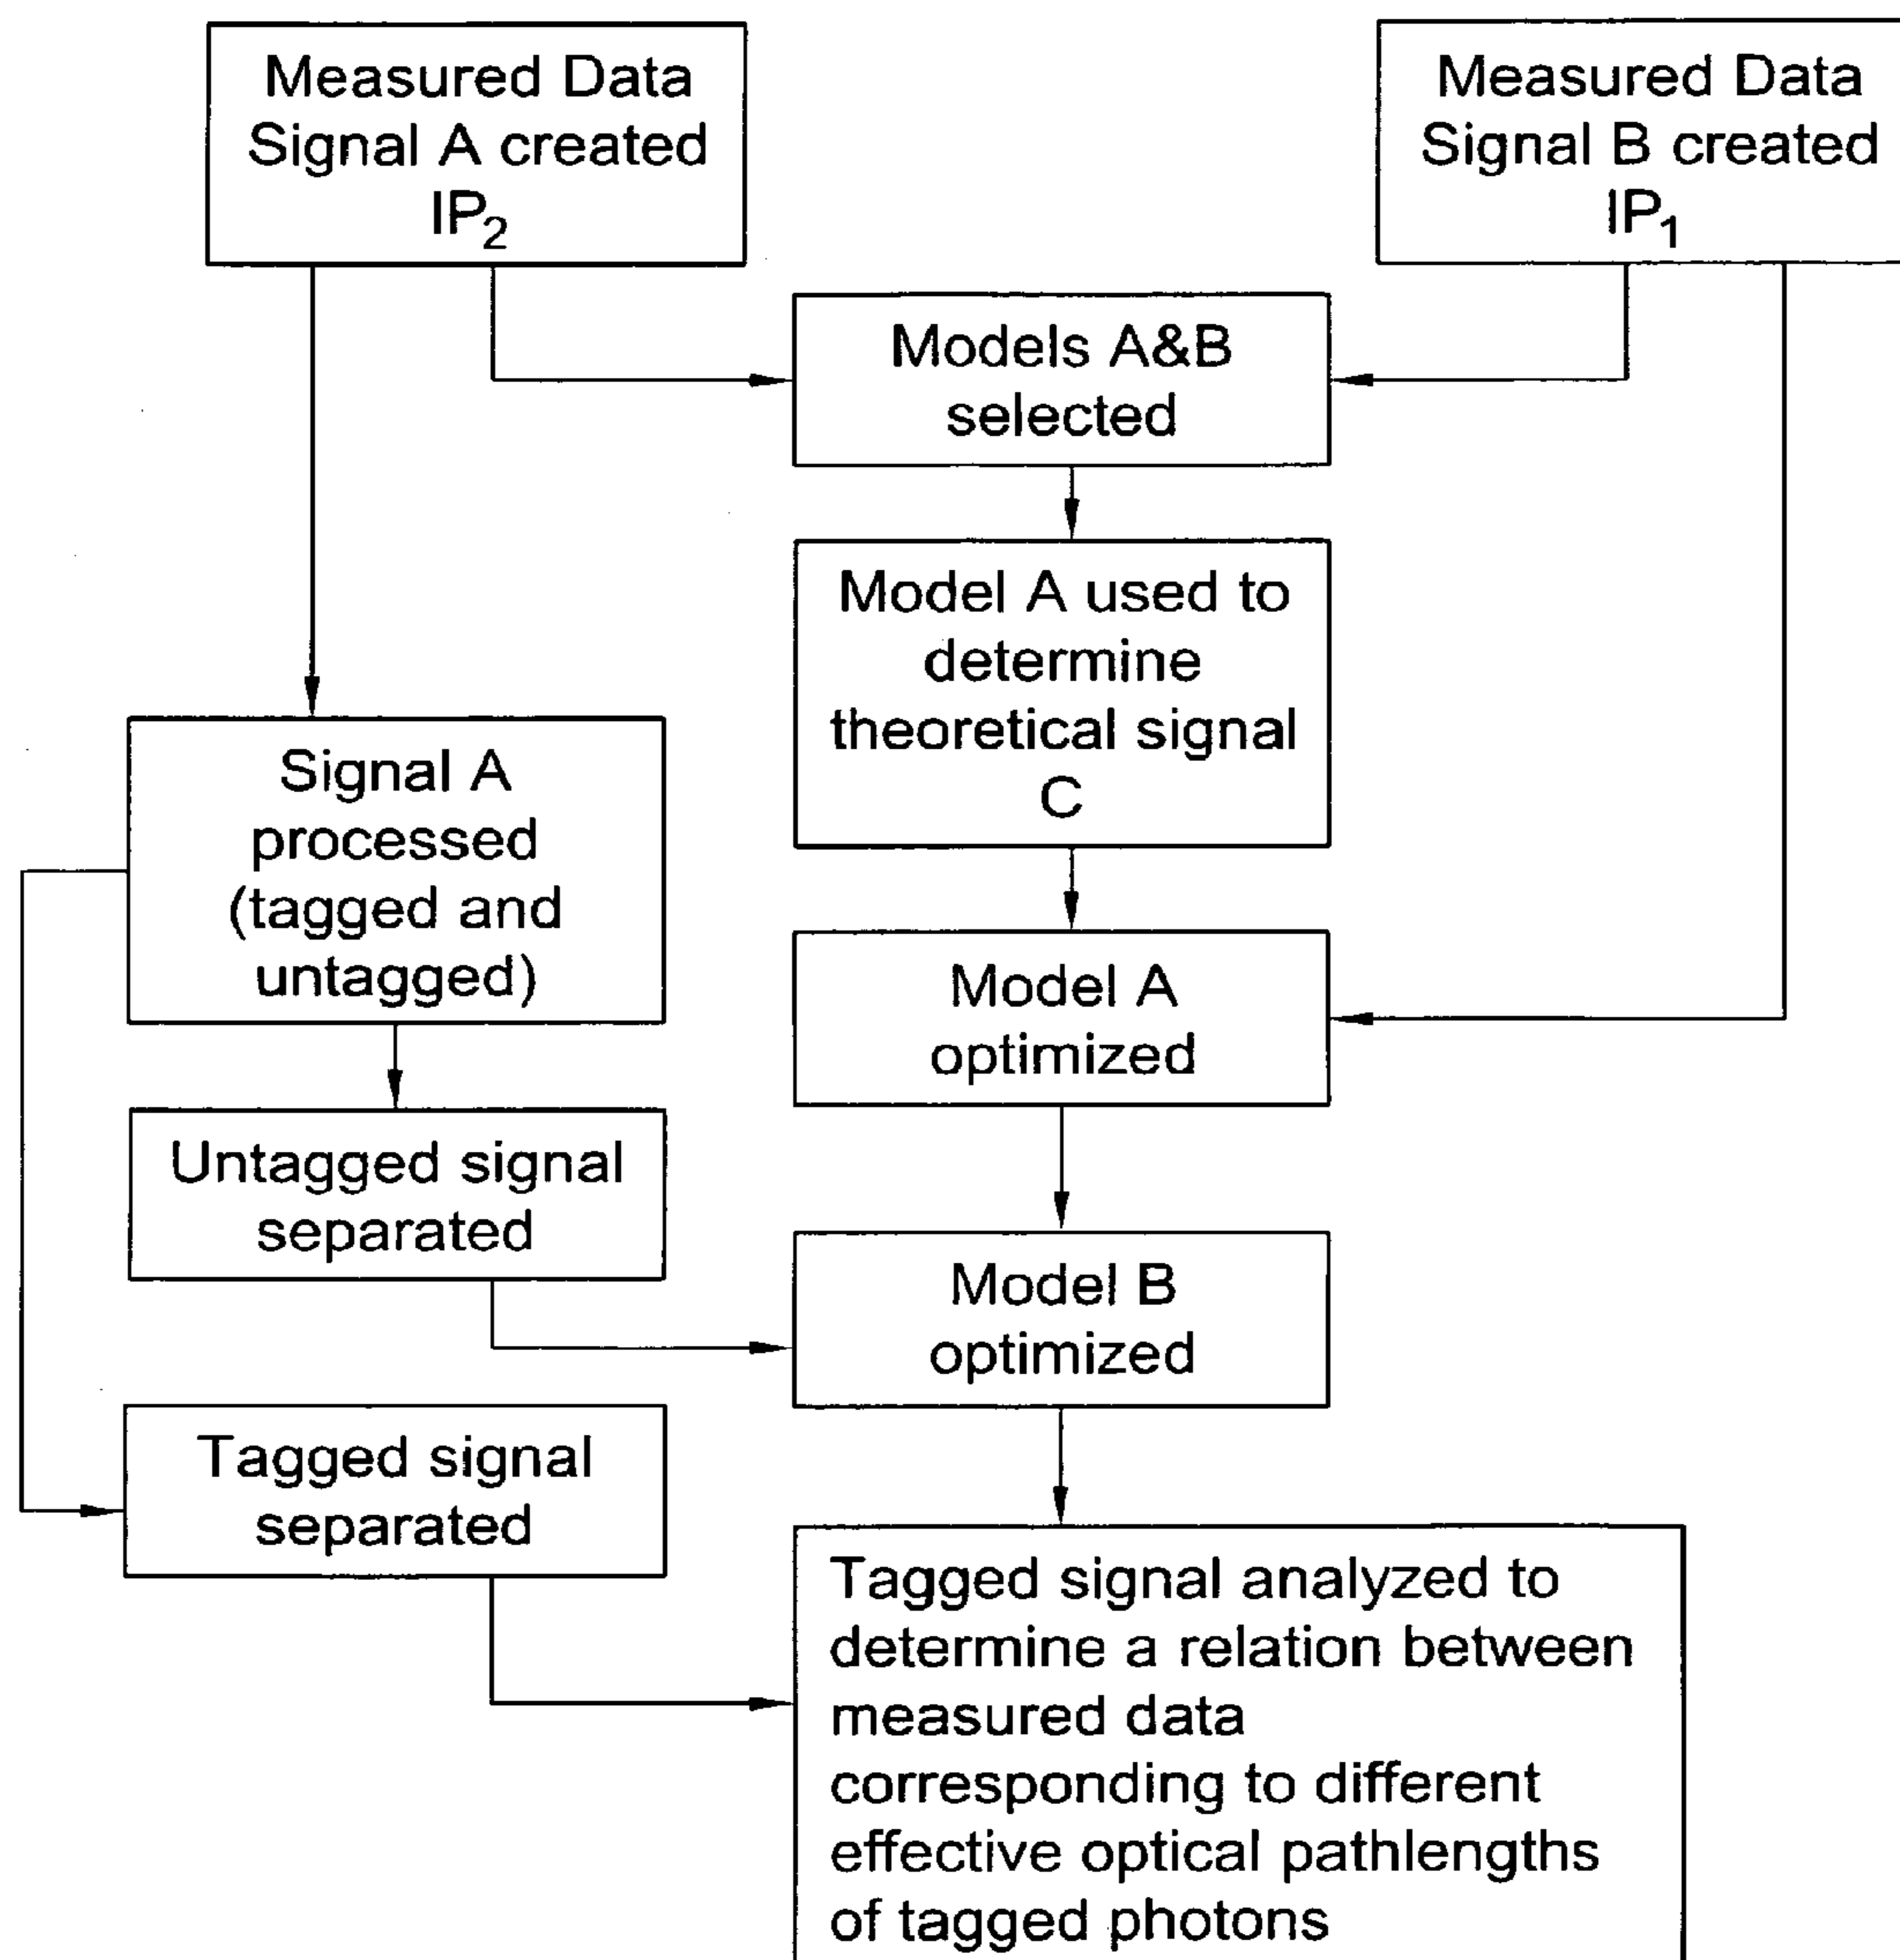 Measured Data
Signal A created
IP₂
Measured Data
Signal B created
IP₁
Models A&B
selected
Model A used to
determine
theoretical signal
C
Signal A
processed
(tagged and
untagged)
Model A
optimized
Untagged signal
separated
Model B
optimized
Tagged signal
separated
Tagged signal analyzed to
determine a relation between
measured data
corresponding to different
effective optical pathlengths
of tagged photons